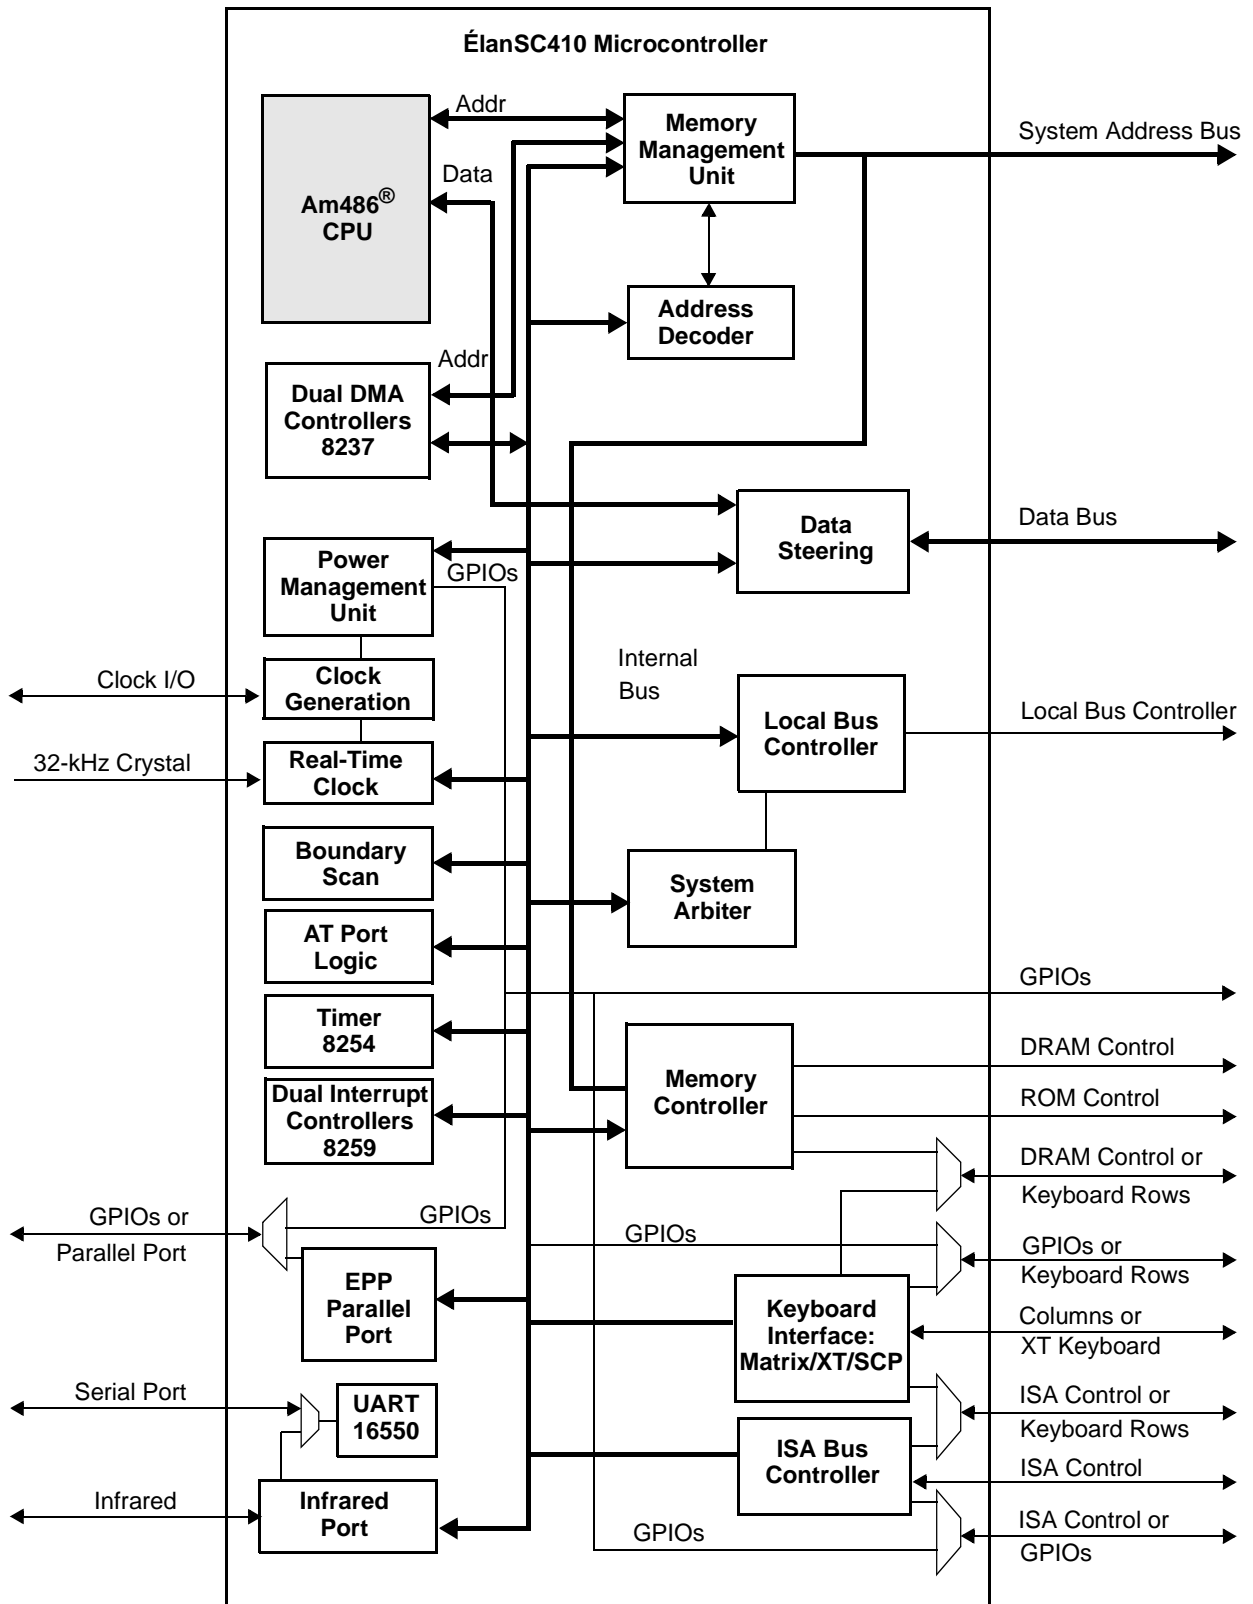 ÉlanSC410 Microcontroller
Addr
Memory
Management
Unit
System Address Bus
Data
Am486®
CPU
Address
Decoder
Addr
Dual DMA
Controllers
8237
Data
Steering
Data Bus
Power
Management
Unit
GPIOs
Clock I/O
Clock
Generation
Internal
Bus
Local Bus
Controller
Local Bus Controller
32-kHz Crystal
Real-Time
Clock
Boundary
Scan
System
Arbiter
AT Port
Logic
GPIOs
Timer
8254
Memory
Controller
DRAM Control
ROM Control
Dual Interrupt
Controllers
8259
DRAM Control or
Keyboard Rows
GPIOs or
Parallel Port
GPIOs
GPIOs
GPIOs or
Keyboard Rows
EPP
Parallel
Port
Keyboard
Interface:
Matrix/XT/SCP
Columns or
XT Keyboard
Serial Port
UART
16550
ISA Control or
Keyboard Rows
ISA Bus
Controller
ISA Control
Infrared
Infrared
Port
GPIOs
ISA Control or
GPIOs